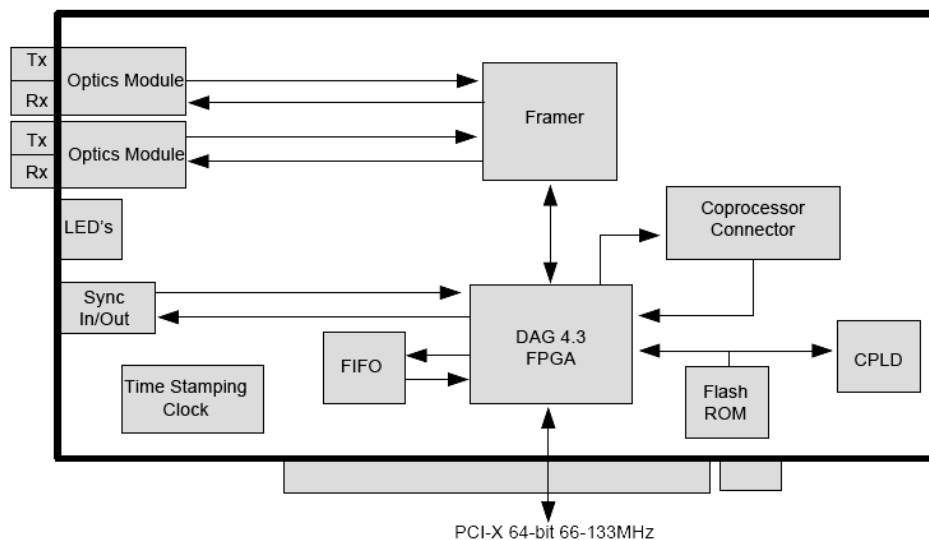 Tx
Optics Module
Rx
Tx
Optics Module
Rx
Framer
LED's
Coprocessor
Connector
Sync
In/Out
DAG 4.3
FPGA
FIFO
CPLD
Time Stamping
Clock
Flash
ROM
PCI-X 64-bit 66-133MHz